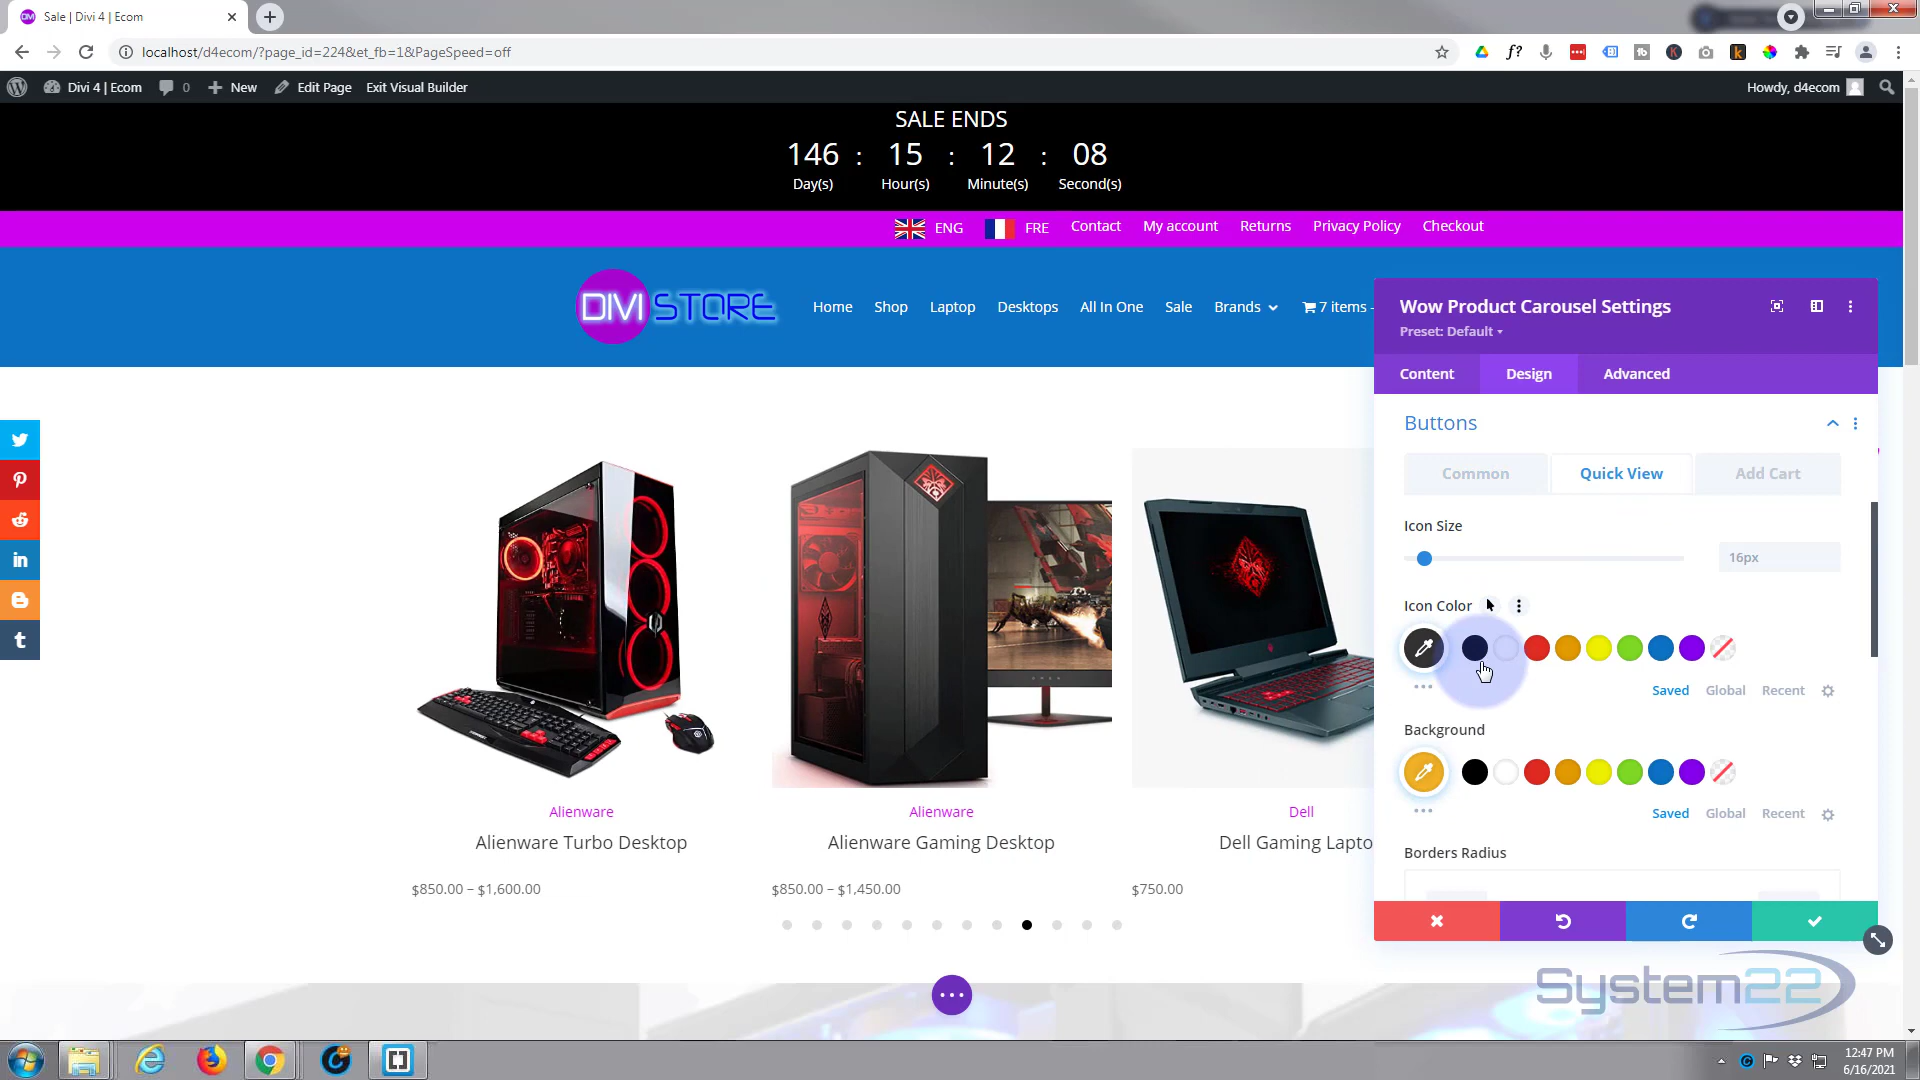 Sale | Divi 4 | Ecom
localhost/d4ecom/?page_id=224&et_fb=1&PageSpeed=off
Divi 4 | Ecom
0
New
Edit Page
Exit Visual Builder
Howdy, d4ecom
SALE ENDS
146 : 15 : 12 : 08
Day(s) Hour(s) Minute(s) Second(s)
ENG FRE Contact My account Returns Privacy Policy Checkout
DIVI STORE
Home Shop Laptop Desktops All In One Sale Brands 7 items -
Wow Product Carousel Settings
Preset: Default
Content Design Advanced
Buttons
Common Quick View Add Cart
Icon Size
16px
Icon Color
Saved Global Recent
Background
Saved Global Recent
Borders Radius
Alienware
Alienware Turbo Desktop
$850.00 – $1,600.00
Alienware
Alienware Gaming Desktop
$850.00 – $1,450.00
Dell
Dell Gaming Lapto
$750.00
System22
12:47 PM
6/16/2021